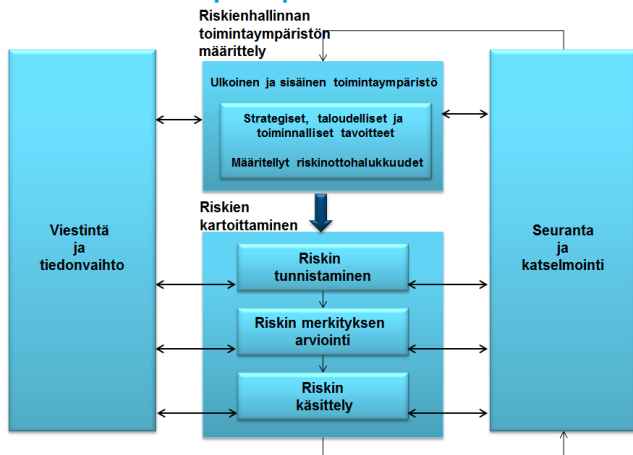 Riskienhallinnan
toimintaympäristön
määrittely
Ulkoinen ja sisäinen toimintaympäristö
Strategiset, taloudelliset ja
toiminnalliset tavoitteet
Määritellyt riskinottohalukkuudet
Riskien
kartoittaminen
Viestintä
ja
tiedonvaihto
Riskin
tunnistaminen
Riskin merkityksen
arviointi
Riskin
käsittely
Seuranta
ja
katselmointi